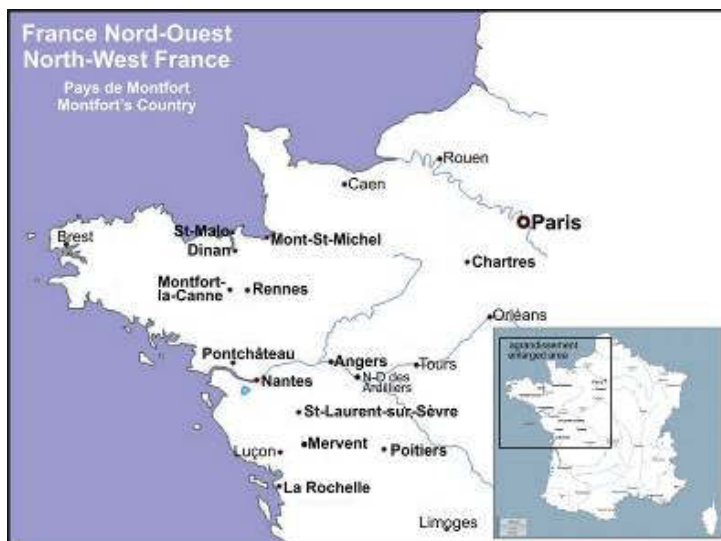 France Nord-Ouest
North-West France
Pays de Montfort
Montfort's Country
Rouen
Caen
Paris
St-Malo
Brest
Mont-St-Michel
Dinan
Chartres
Montfort-
la-Canne
Rennes
Orléans
agrandissement
enlarged area
Pontchâteau
Angers
Tours
N-D des
Ardilliers
Nantes
St-Laurent-sur-Sèvre
Mervent
Luçon
Poitiers
La Rochelle
Limoges